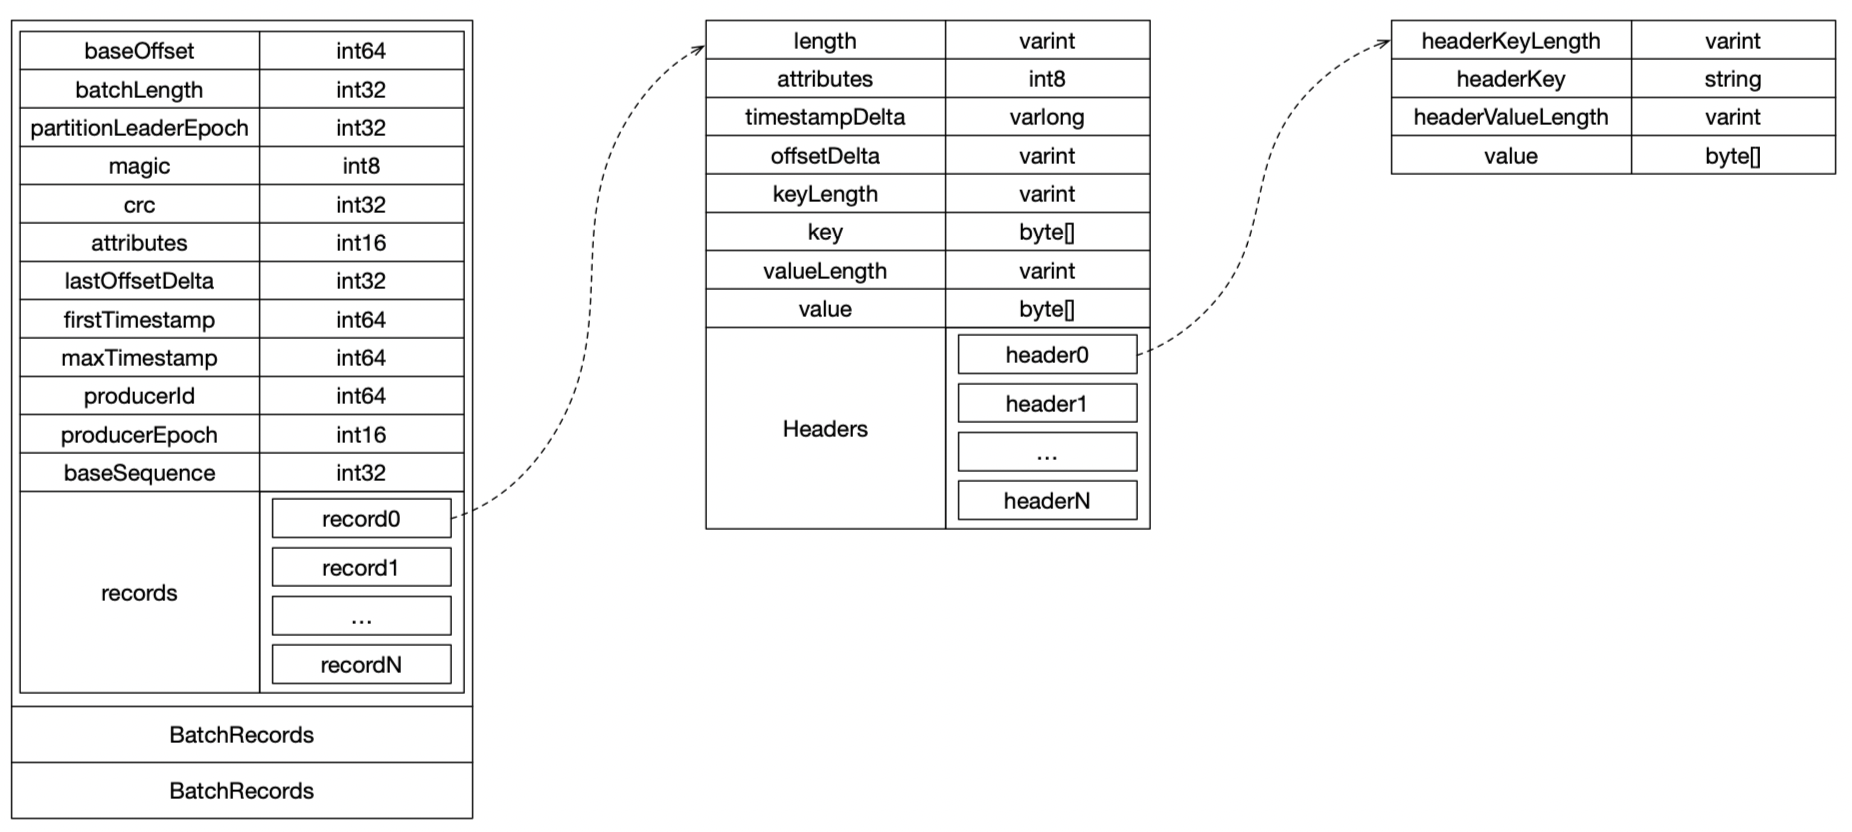 baseOffset int64
batchLength int32
partitionLeaderEpoch int32
magic int8
crc int32
attributes int16
lastOffsetDelta int32
firstTimestamp int64
maxTimestamp int64
producerId int64
producerEpoch int16
baseSequence int32
records
record0
record1
...
recordN
BatchRecords
BatchRecords
length varint
attributes int8
timestampDelta varlong
offsetDelta varint
keyLength varint
key byte[]
valueLength varint
value byte[]
Headers
header0
header1
...
headerN
headerKeyLength varint
headerKey string
headerValueLength varint
value byte[]